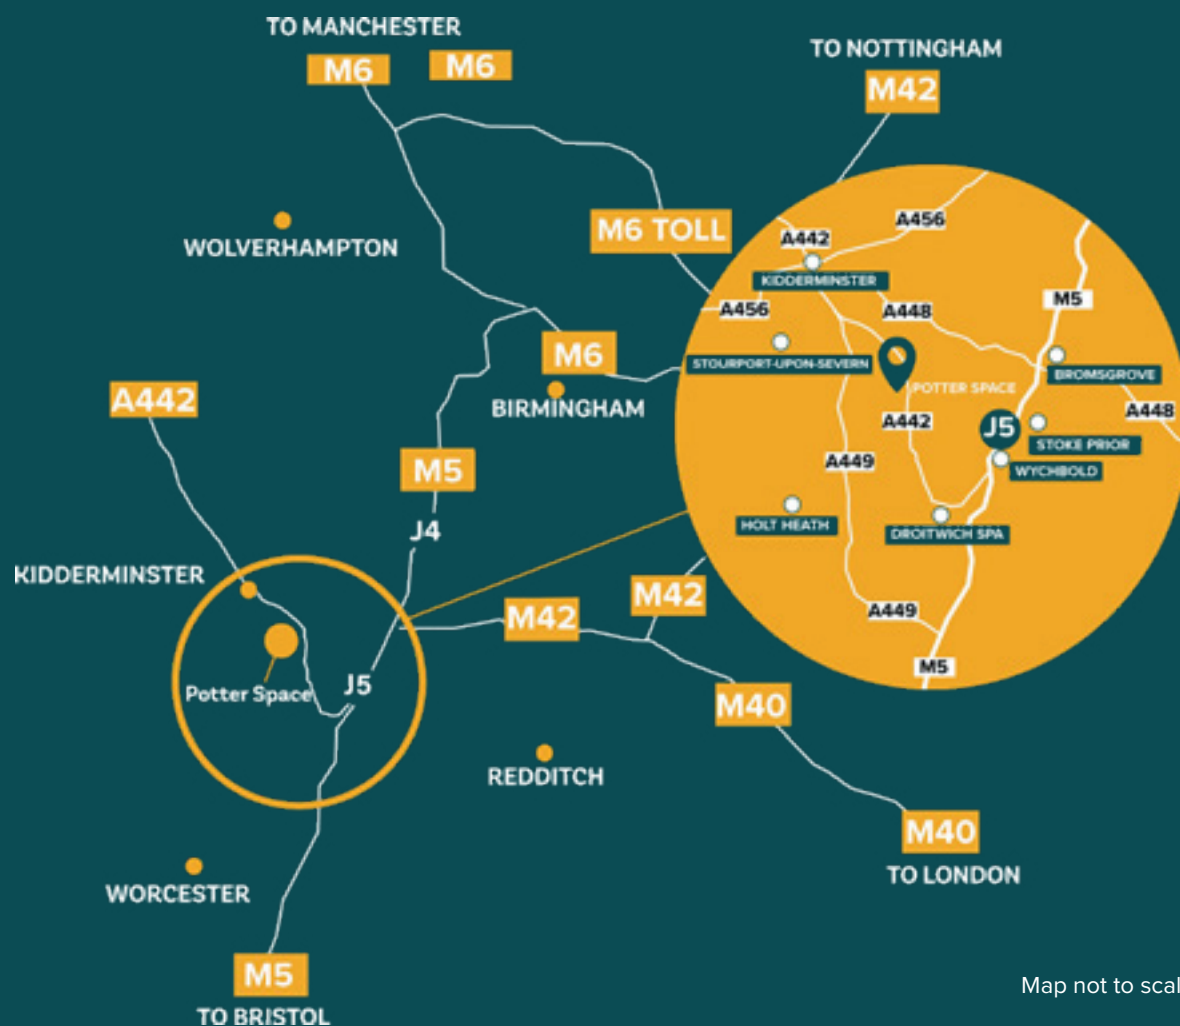 TO MANCHESTER
M6
M6
TO NOTTINGHAM
M42
WOLVERHAMPTON
M6 TOLL
A456
A442
KIDDERMINSTER
M5
A456
A448
STOURPORT-UPON-SEVERN
BROMSGROVE
POTTER SPACE
A448
A442
J5
STOKE PRIOR
A449
WYCHBOLD
HOLT HEATH
DROITWICH SPA
A449
M5
M6
BIRMINGHAM
A442
M5
J4
KIDDERMINSTER
M42
M42
Potter Space
J5
M40
REDDITCH
M40
TO LONDON
WORCESTER
M5
TO BRISTOL
Map not to scal